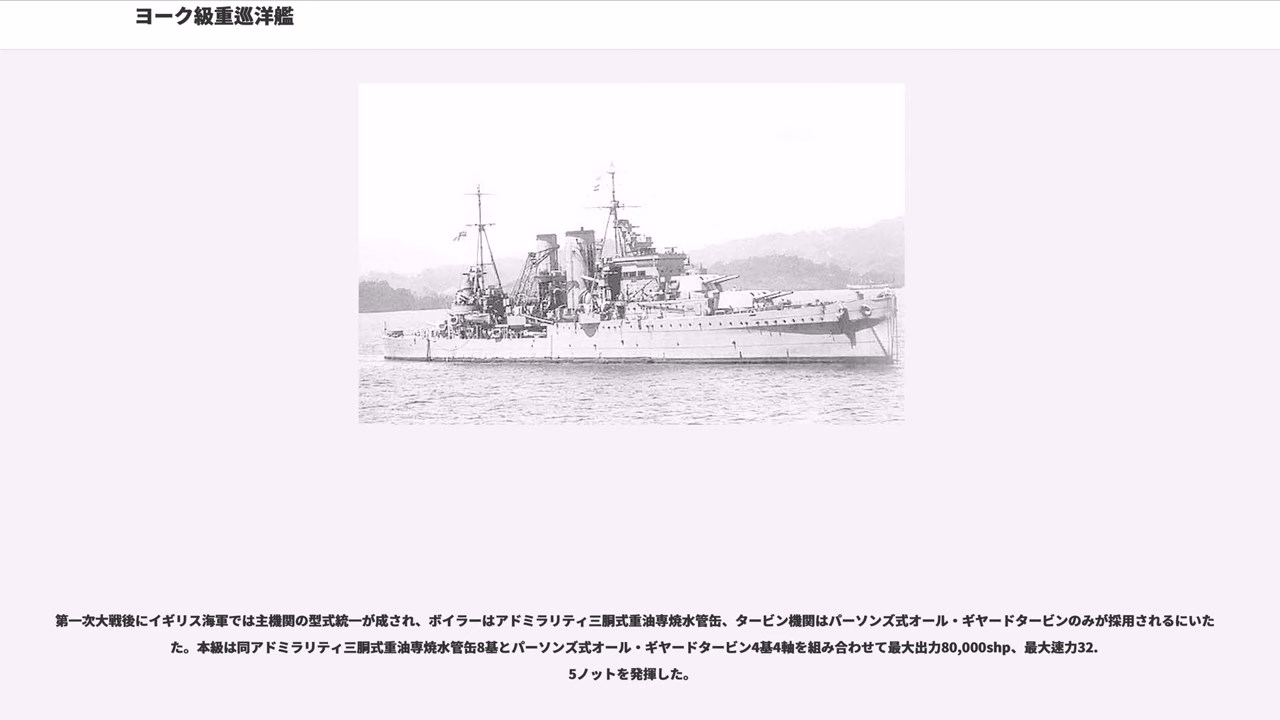 ヨーク級重巡洋艦
第一次大戦後にイギリス海軍では主機関の型式統一が成され、ボイラーはアドミラリティ三胴式重油専焼水管缶、タービン機関はパーソンズ式オール・ギヤードタービンのみが採用されるにいた
た。本級は同アドミラリティ三胴式重油専焼水管缶8基とパーソンズ式オール・ギヤードタービン4基4軸を組み合わせて最大出力80,000shp、最大速力32.
5ノットを発揮した。